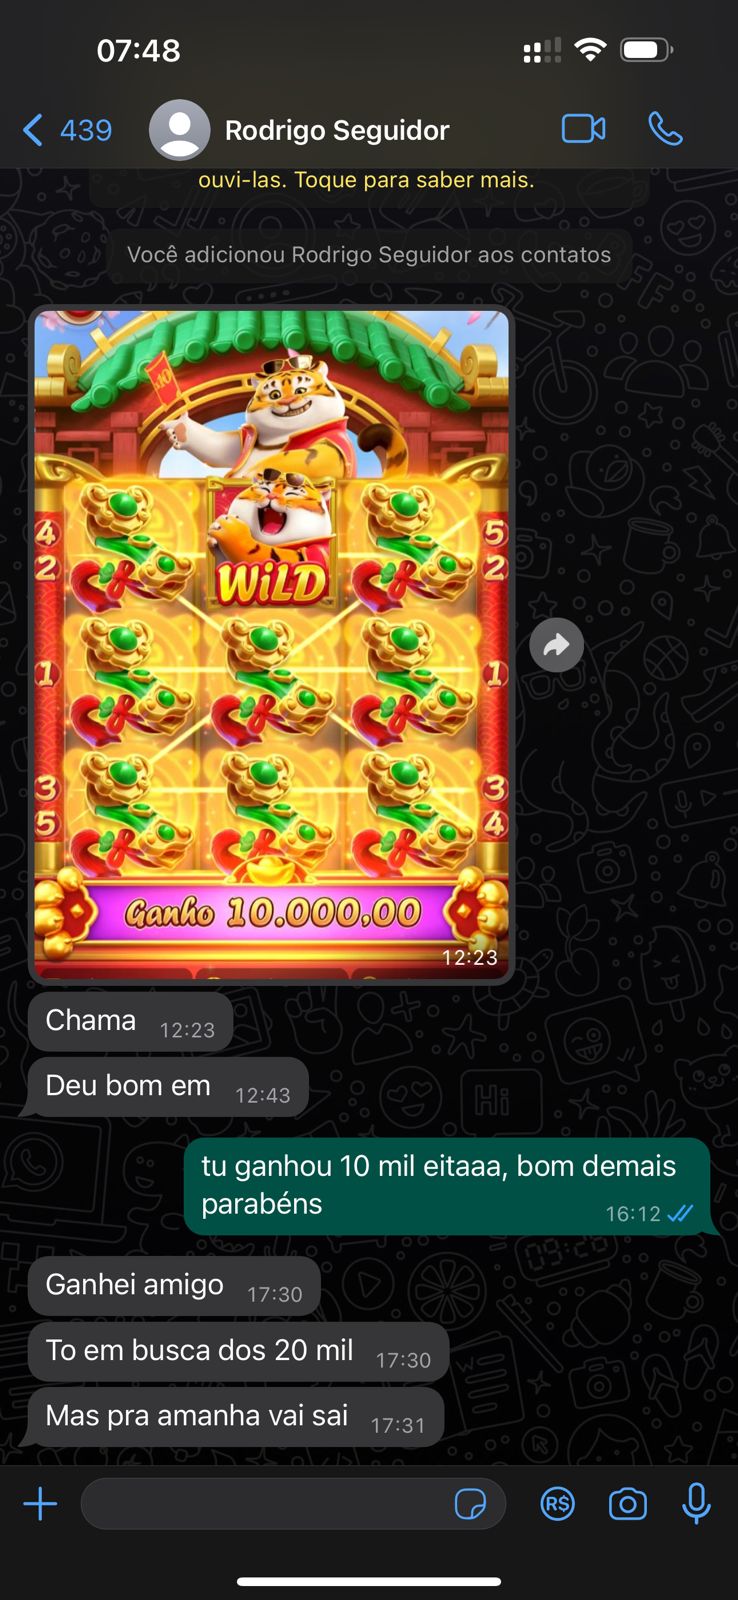 07:48
439
Rodrigo Seguidor
ouvi-las. Toque para saber mais.
Você adicionou Rodrigo Seguidor aos contatos
10
WiLD
4
5
2
2
1
1
3
3
5
4
Ganho 10.000,00
12:23
Chama 12:23
Deu bom em 12:43
tu ganhou 10 mil eitaaa, bom demais
parabéns 16:12
Ganhei amigo 17:30
To em busca dos 20 mil 17:30
Mas pra amanha vai sai 17:31
R$